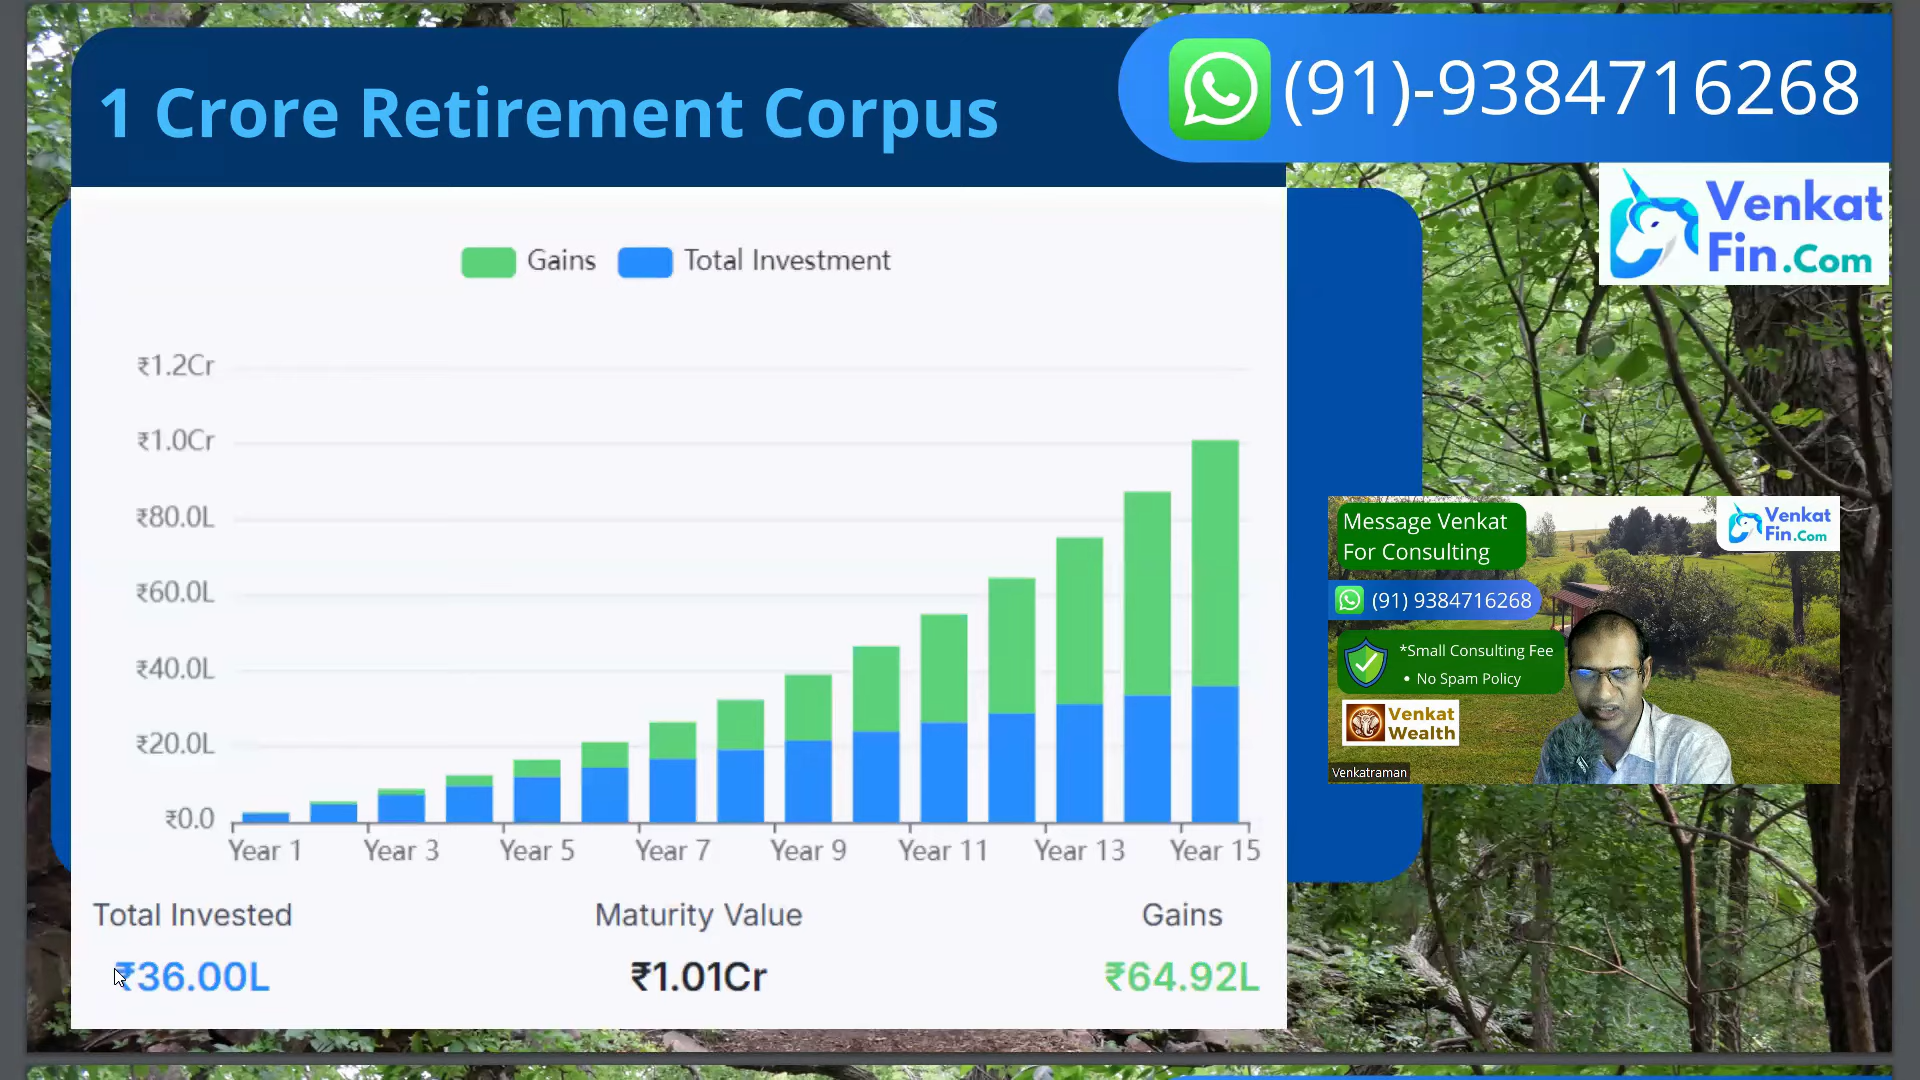 1 Crore Retirement Corpus
(91)-9384716268
Venkat
Fin.Com
Gains
Total Investment
₹1.2Cr
₹1.0Cr
₹80.0L
₹60.0L
₹40.0L
₹20.0L
₹0.0
Year 1
Year 3
Year 5
Year 7
Year 9
Year 11
Year 13
Year 15
Total Invested
Maturity Value
Gains
₹36.00L
₹1.01Cr
₹64.92L
Message Venkat
For Consulting
Venkat
Fin.Com
(91) 9384716268
*Small Consulting Fee
• No Spam Policy
Venkat
Wealth
Venkatraman